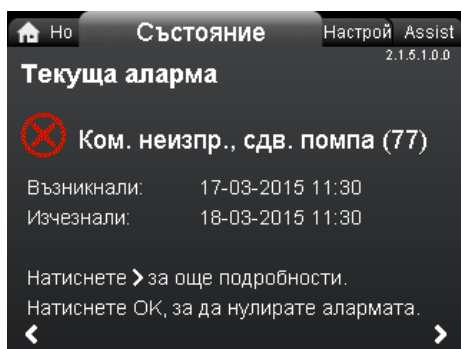 Но Състояние Настрой Assist
2.1.5.1.0.0
Текуща аларма
Ком. неизпр., сдв. помпа (77)
Възникнали: 17-03-2015 11:30
Изчезнали: 18-03-2015 11:30
Натиснете > за още подробности.
Натиснете OK, за да нулирате алармата.